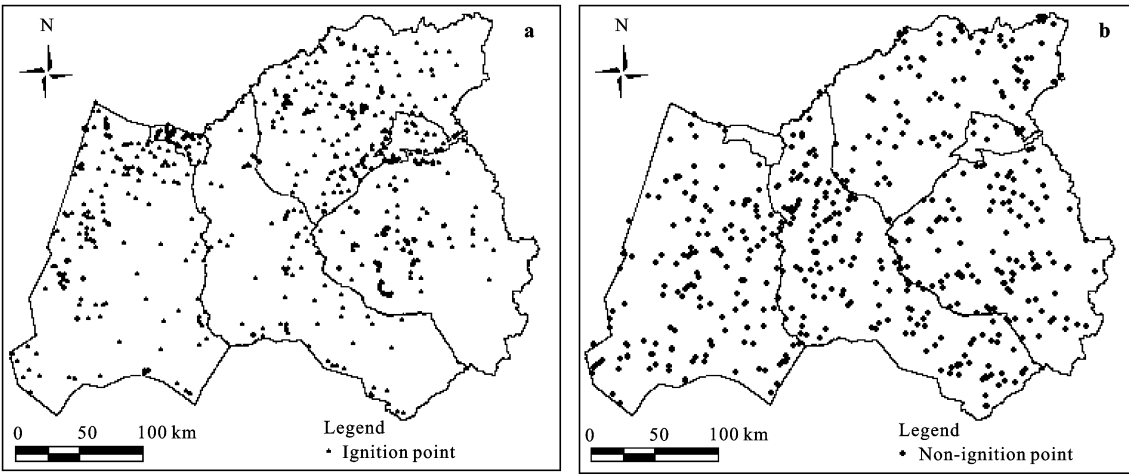 a
N
0 50 100 km
Legend
Ignition point
b
N
0 50 100 km
Legend
Non-ignition point